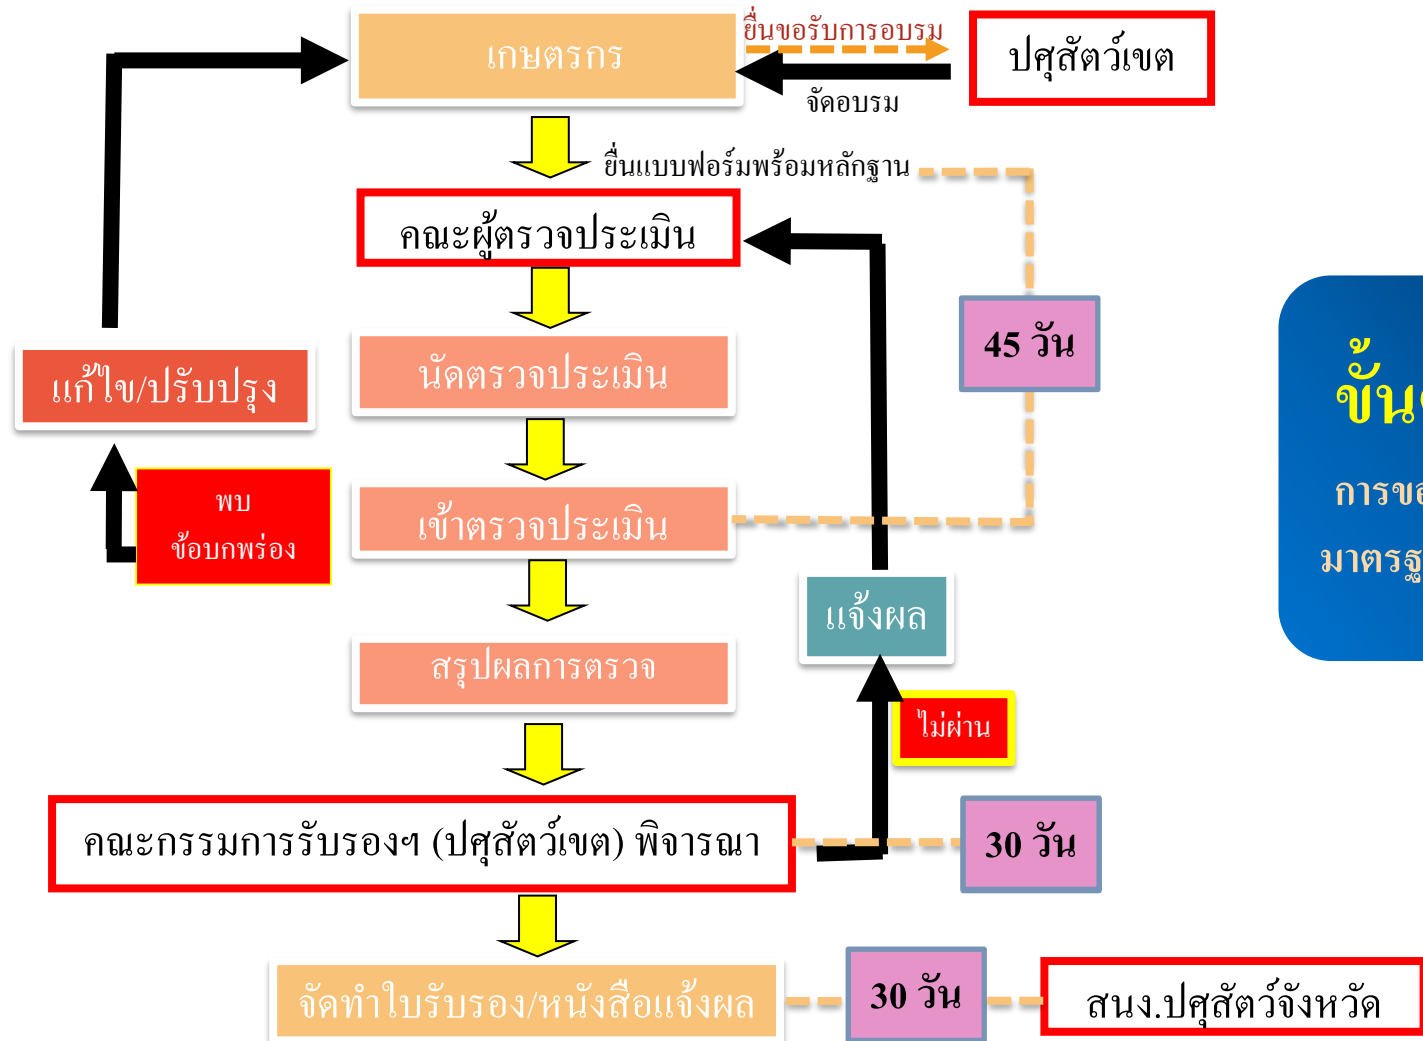 ยื่นขอรับการอบรม
เกษตรกร
ปศุสัตว์เขต
จัดอบรม
ยื่นแบบฟอร์มพร้อมหลักฐาน
คณะผู้ตรวจประเมิน
45 วัน
นัดตรวจประเมิน
แก้ไข/ปรับปรุง
พบ
ข้อบกพร่อง
เข้าตรวจประเมิน
แจ้งผล
สรุปผลการตรวจ
ไม่ผ่าน
คณะกรรมการรับรองฯ (ปศุสัตว์เขต) พิจารณา
30 วัน
จัดทำใบรับรอง/หนังสือแจ้งผล
30 วัน
สนง.ปศุสัตว์จังหวัด